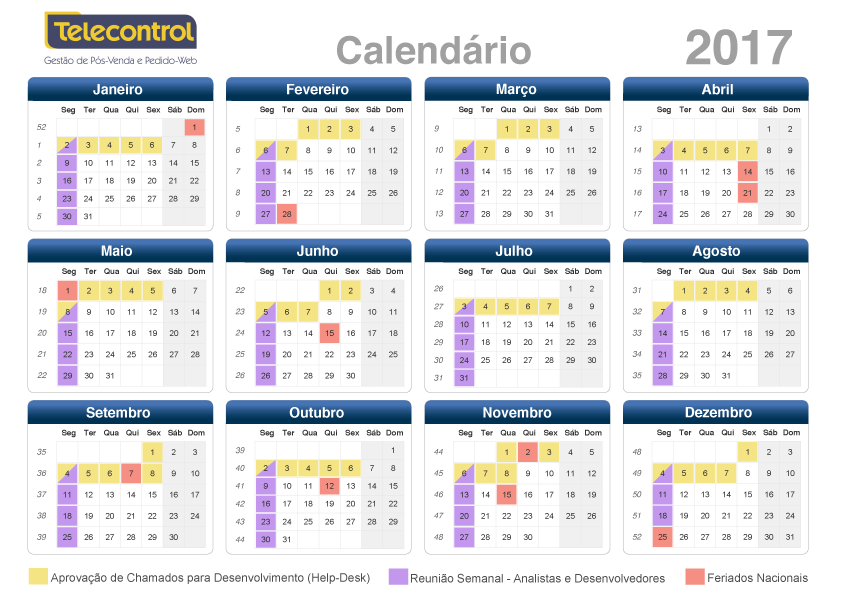 Telecontrol
Gestão de Pós-Venda e Pedido-Web
Calendário
2017
Janeiro
Seg Ter Qua Qui Sex Sáb Dom
52 1
1 2 3 4 5 6 7 8
2 9 10 11 12 13 14 15
3 16 17 18 19 20 21 22
4 23 24 25 26 27 28 29
5 30 31
Fevereiro
Seg Ter Qua Qui Sex Sáb Dom
5 1 2 3 4 5
6 6 7 8 9 10 11 12
7 13 14 15 16 17 18 19
8 20 21 22 23 24 25 26
9 27 28
Março
Seg Ter Qua Qui Sex Sáb Dom
9 1 2 3 4 5
10 6 7 8 9 10 11 12
11 13 14 15 16 17 18 19
12 20 21 22 23 24 25 26
13 27 28 29 30 31
Abril
Seg Ter Qua Qui Sex Sáb Dom
13 1 2
14 3 4 5 6 7 8 9
15 10 11 12 13 14 15 16
16 17 18 19 20 21 22 23
17 24 25 26 27 28 29 30
Maio
Seg Ter Qua Qui Sex Sáb Dom
18 1 2 3 4 5 6 7
19 8 9 10 11 12 13 14
20 15 16 17 18 19 20 21
21 22 23 24 25 26 27 28
22 29 30 31
Junho
Seg Ter Qua Qui Sex Sáb Dom
22 1 2 3 4
23 5 6 7 8 9 10 11
24 12 13 14 15 16 17 18
25 19 20 21 22 23 24 25
26 26 27 28 29 30
Julho
Seg Ter Qua Qui Sex Sáb Dom
26 1 2
27 3 4 5 6 7 8 9
28 10 11 12 13 14 15 16
29 17 18 19 20 21 22 23
30 24 25 26 27 28 29 30
31 31
Agosto
Seg Ter Qua Qui Sex Sáb Dom
31 1 2 3 4 5 6
32 7 8 9 10 11 12 13
33 14 15 16 17 18 19 20
34 21 22 23 24 25 26 27
35 28 29 30 31
Setembro
Seg Ter Qua Qui Sex Sáb Dom
35 1 2 3
36 4 5 6 7 8 9 10
37 11 12 13 14 15 16 17
38 18 19 20 21 22 23 24
39 25 26 27 28 29 30
Outubro
Seg Ter Qua Qui Sex Sáb Dom
39 1
40 2 3 4 5 6 7 8
41 9 10 11 12 13 14 15
42 16 17 18 19 20 21 22
43 23 24 25 26 27 28 29
44 30 31
Novembro
Seg Ter Qua Qui Sex Sáb Dom
44 1 2 3 4 5
45 6 7 8 9 10 11 12
46 13 14 15 16 17 18 19
47 20 21 22 23 24 25 26
48 27 28 29 30
Dezembro
Seg Ter Qua Qui Sex Sáb Dom
48 1 2 3
49 4 5 6 7 8 9 10
50 11 12 13 14 15 16 17
51 18 19 20 21 22 23 24
52 25 26 27 28 29 30 31
Aprovação de Chamados para Desenvolvimento (Help-Desk)
Reunião Semanal - Analistas e Desenvolvedores
Feriados Nacionais